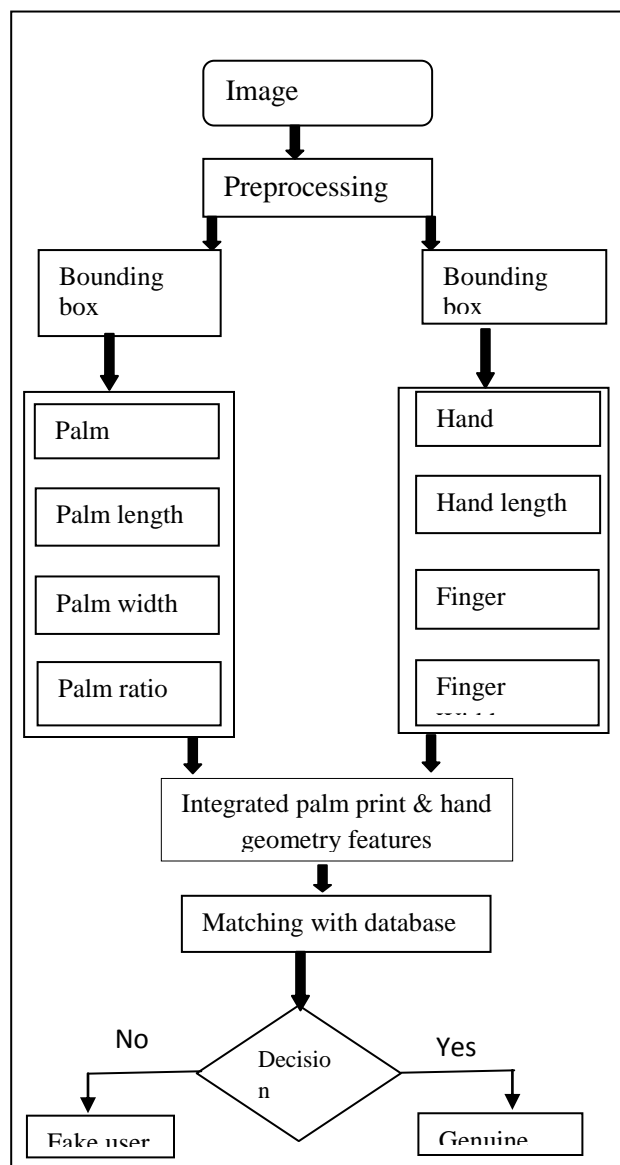 Image
Preprocessing
Bounding
box
Bounding
box
Palm
Palm length
Palm width
Palm ratio
Hand
Hand length
Finger
Finger
Integrated palm print & hand
geometry features
Matching with database
No
Decisio
n
Yes
Fake user
Genuine